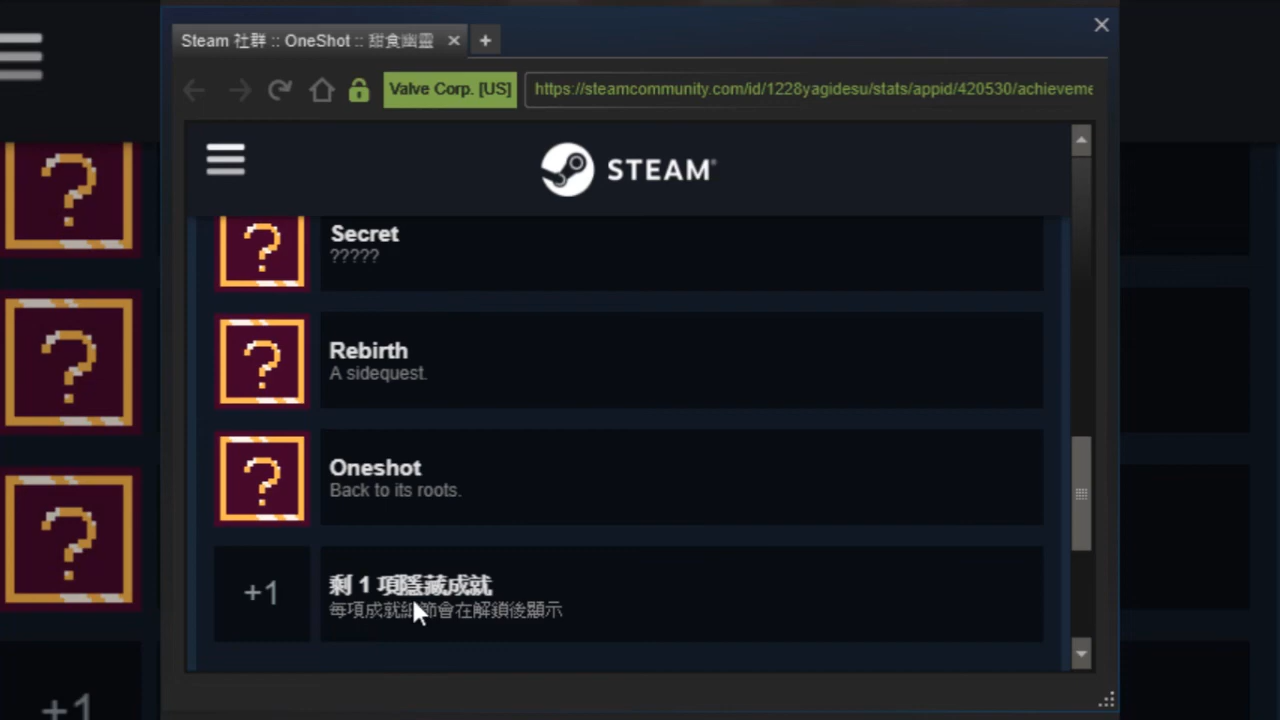 Steam 社群 :: OneShot :: 甜食幽靈
Valve Corp. [US]
https://steamcommunity.com/id/1228yagidesu/stats/appid/420530/achieveme
STEAM®
Secret
?????
Rebirth
A sidequest.
Oneshot
Back to its roots.
+1
剩 1 項隱藏成就
每項成就細節會在解鎖後顯示
+1